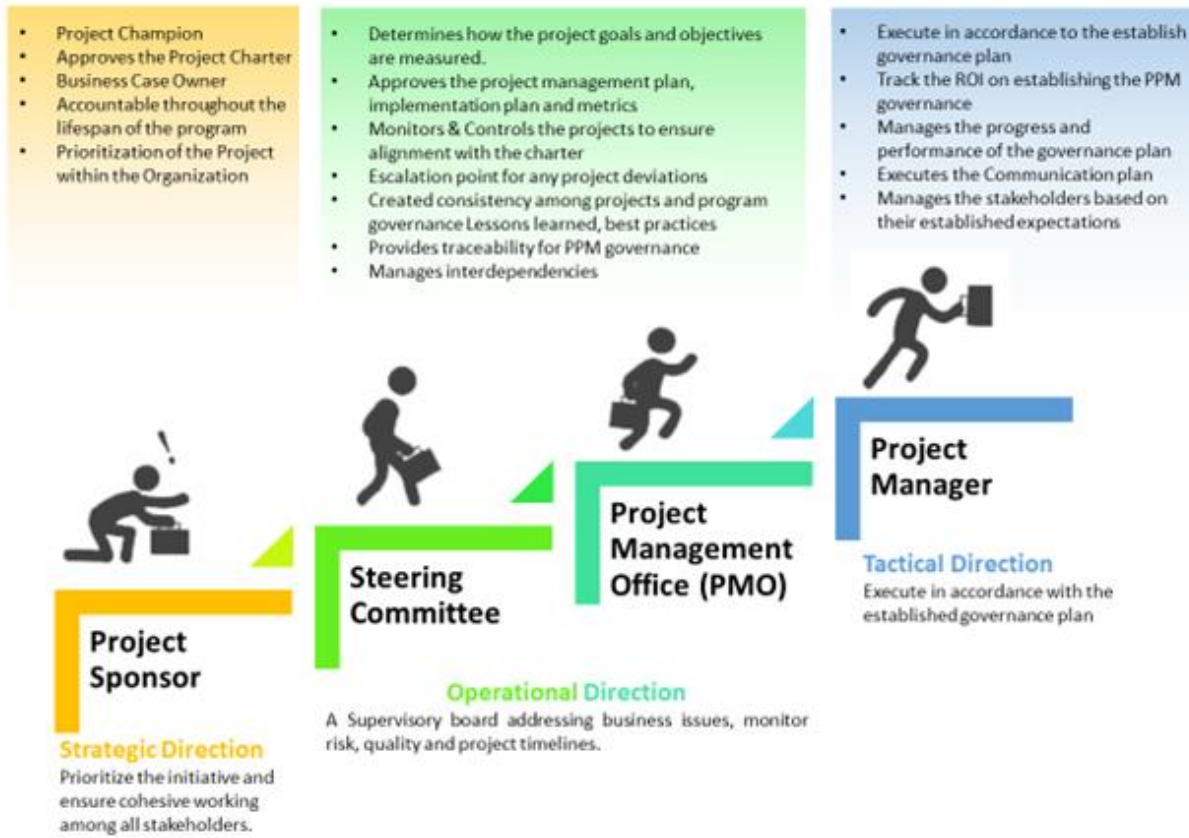 • Project Champion
• Approves the Project Charter
• Business Case Owner
• Accountable throughout the
lifespan of the program
• Prioritization of the Project
within the Organization
• Determines how the project goals and objectives
are measured.
• Approves the project management plan,
implementation plan and metrics
• Monitors & Controls the projects to ensure
alignment with the charter
• Escalation point for any project deviations
• Created consistency among projects and program
governance Lessons learned, best practices
• Provides traceability for PPM governance
• Manages interdependencies
• Execute in accordance to the establish
governance plan
• Track the ROI on establishing the PPM
governance
• Manages the progress and
performance of the governance plan
• Executes the Communication plan
• Manages the stakeholders based on
their established expectations
!
Project
Sponsor
Strategic Direction
Prioritize the initiative and
ensure cohesive working
among all stakeholders.
Steering
Committee
Project
Management
Office (PMO)
Operational Direction
A Supervisory board addressing business issues, monitor
risk, quality and project timelines.
Project
Manager
Tactical Direction
Execute in accordance with the
established governance plan